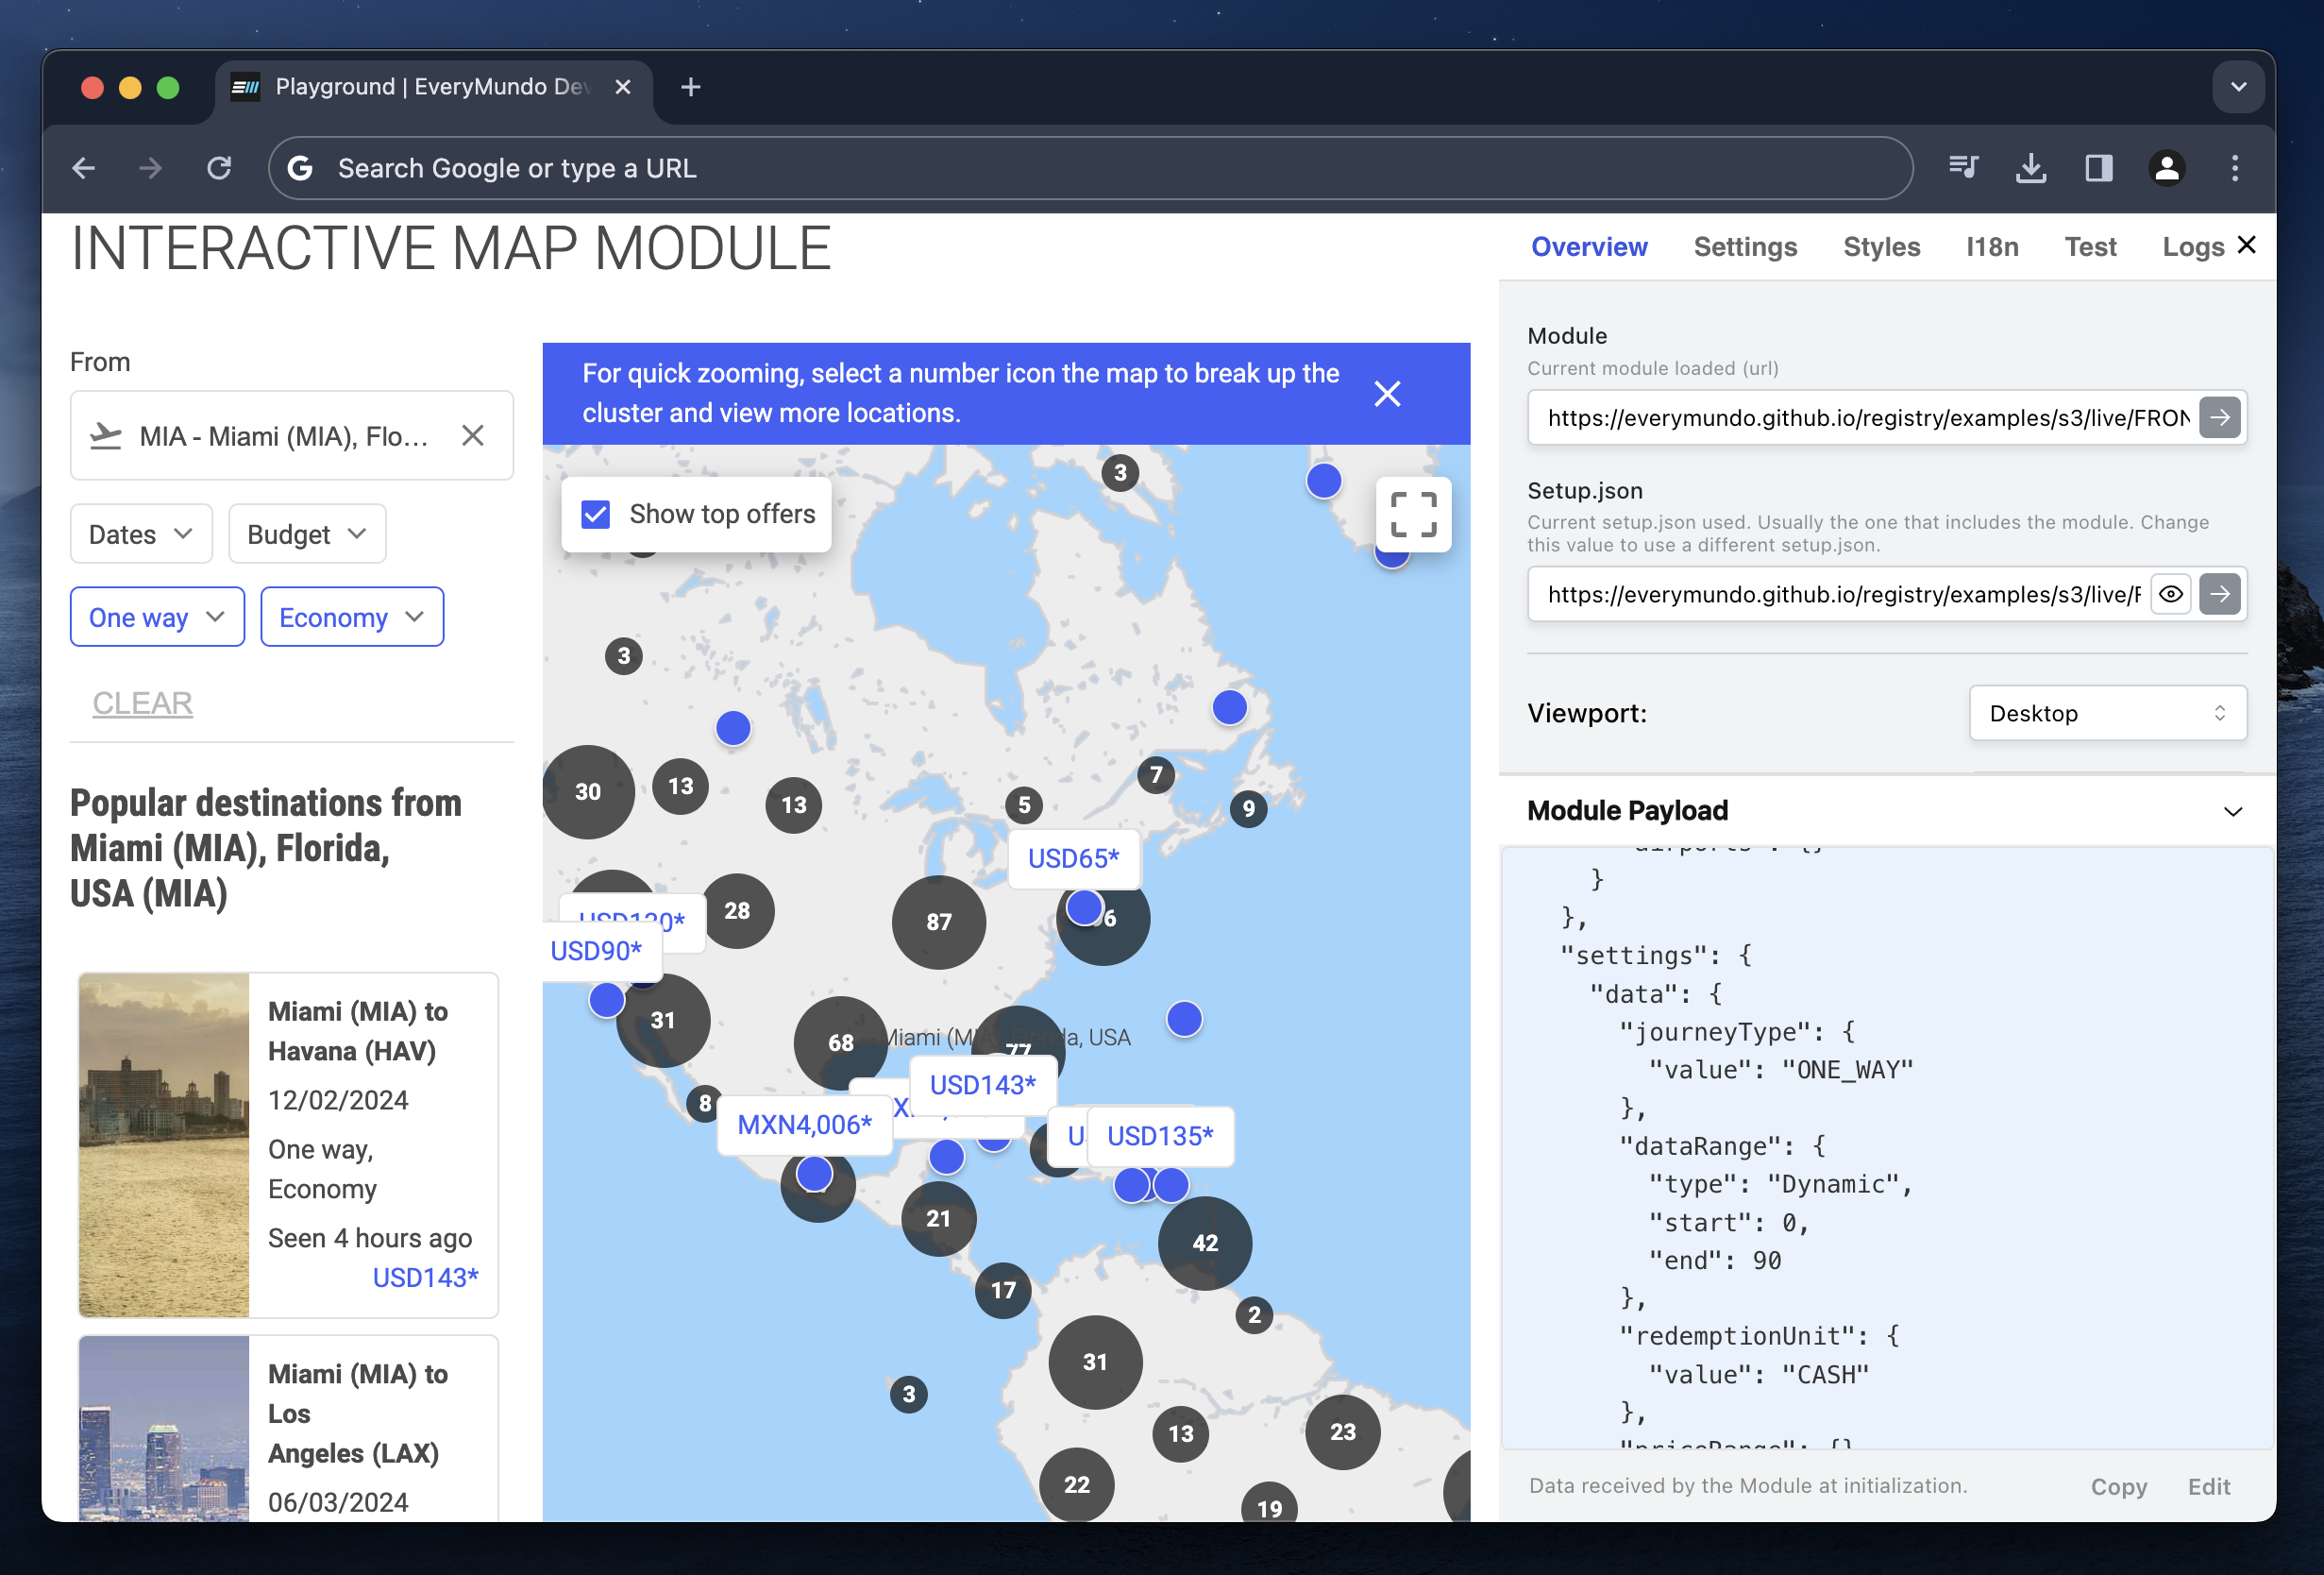 Playground | EveryMundo Dev
Search Google or type a URL
INTERACTIVE MAP MODULE
From
MIA - Miami (MIA), Flo...
Dates
Budget
One way
Economy
CLEAR
Popular destinations from
Miami (MIA), Florida,
USA (MIA)
Miami (MIA) to
Havana (HAV)
12/02/2024
One way,
Economy
Seen 4 hours ago
USD143*
Miami (MIA) to
Los
Angeles (LAX)
06/03/2024
For quick zooming, select a number icon the map to break up the
cluster and view more locations.
Show top offers
3
3
30
13
13
5
7
9
USD65*
28
87
6
USD130*
USD90*
31
68
Miami (MIA), Florida, USA
77
USD143*
8
MXN4,006*
USD135*
21
42
17
2
31
3
13
23
22
19
Overview
Settings
Styles
I18n
Test
Logs
Module
Current module loaded (url)
https://everymundo.github.io/registry/examples/s3/live/FRON
Setup.json
Current setup.json used. Usually the one that includes the module. Change
this value to use a different setup.json.
https://everymundo.github.io/registry/examples/s3/live/F
Viewport:
Desktop
Module Payload
"airports": {}
}
},
"settings": {
"data": {
"journeyType": {
"value": "ONE_WAY"
},
"dataRange": {
"type": "Dynamic",
"start": 0,
"end": 90
},
"redemptionUnit": {
"value": "CASH"
},
"priceRange": {}
Data received by the Module at initialization.
Copy
Edit